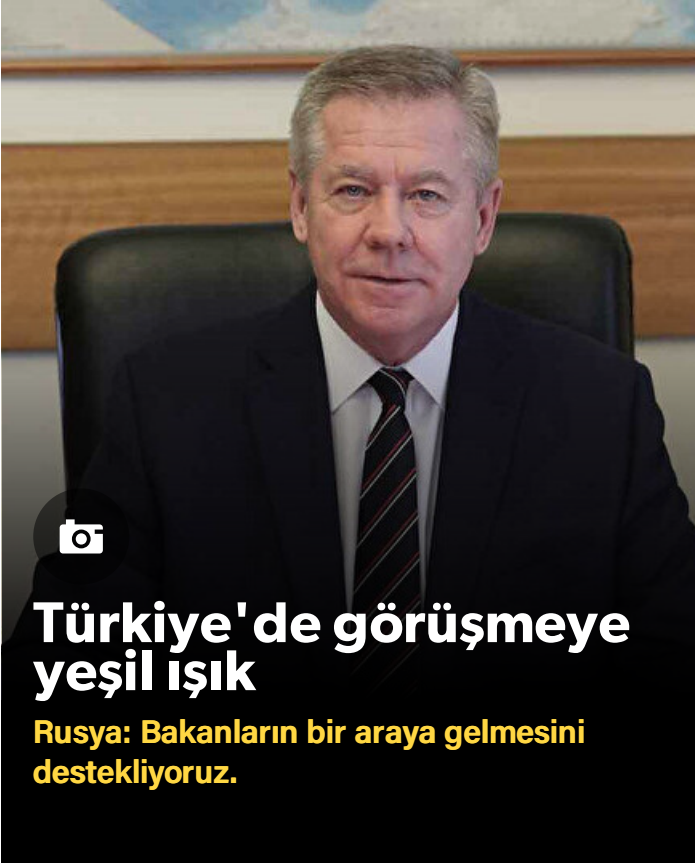 Türkiye'de görüşmeye
yeşil ışık
Rusya: Bakanların bir araya gelmesini
destekliyoruz.